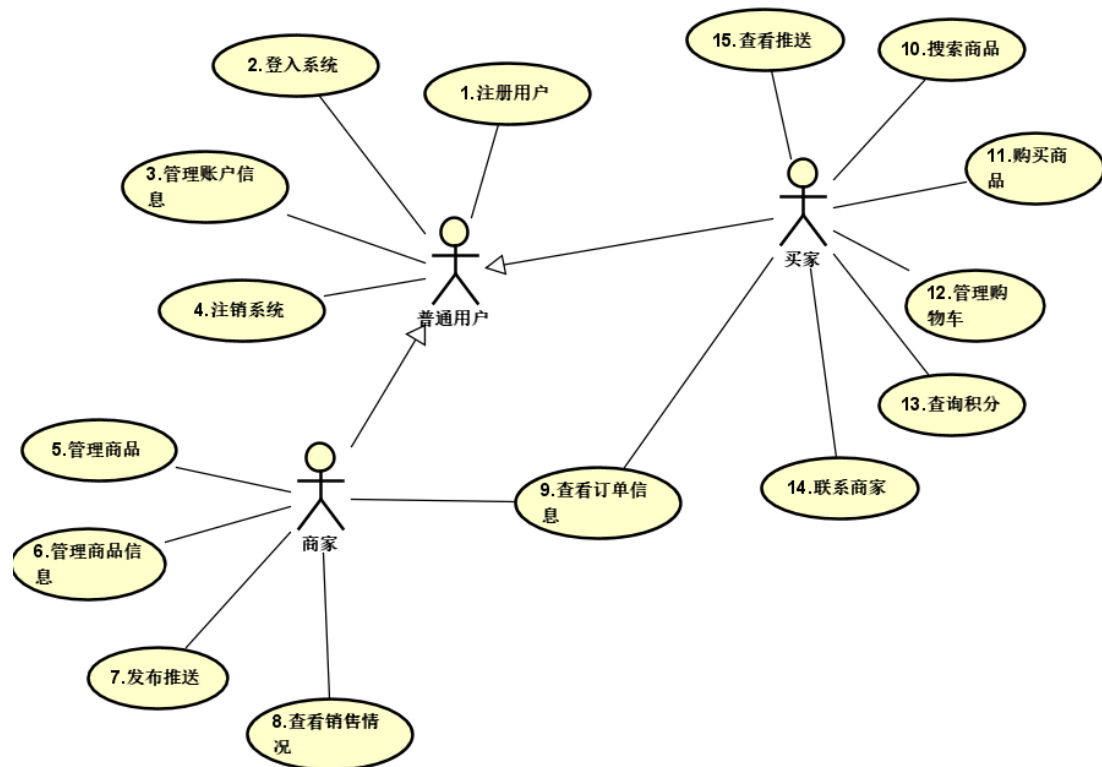 15.查看推送
10.搜索商品
2.登入系统
1.注册用户
11.购买商
品
3.管理账户信
息
买家
4.注销系统
普通用户
12.管理购
物车
13.查询积分
5.管理商品
9.查看订单信
息
14.联系商家
商家
6.管理商品信
息
7.发布推送
8.查看销售情
况